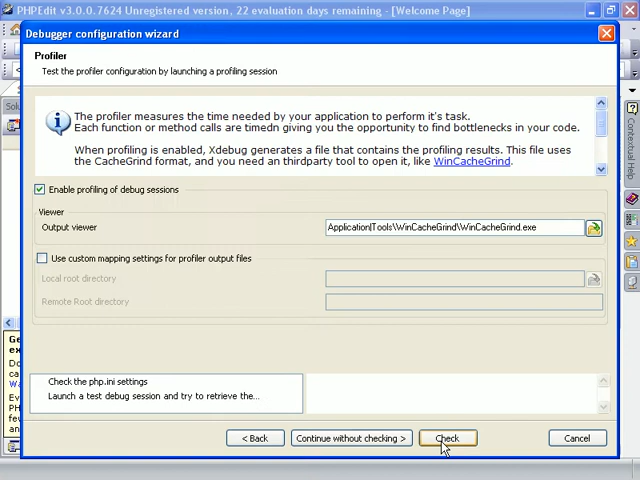 PHPEdit v3.0.0.7624 Unregistered version, 22 evaluation days remaining - [Welcome Page]
Debugger configuration wizard
Profiler
Test the profiler configuration by launching a profiling session
The profiler measures the time needed by your application to perform it's task.
Each function or method calls are timedn giving you the opportunity to find bottlenecks in your code.
When profiling is enabled, Xdebug generates a file that contains the profiling results. This file uses
the CacheGrind format, and you need an thirdparty tool to open it, like WinCacheGrind.
Enable profiling of debug sessions
Viewer
Output viewer
Application\Tools\WinCacheGrind\WinCacheGrind.exe
Use custom mapping settings for profiler output files
Local root directory
Remote Root directory
Check the php.ini settings
Launch a test debug session and try to retrieve the...
< Back
Continue without checking >
Check
Cancel
Contextual Help